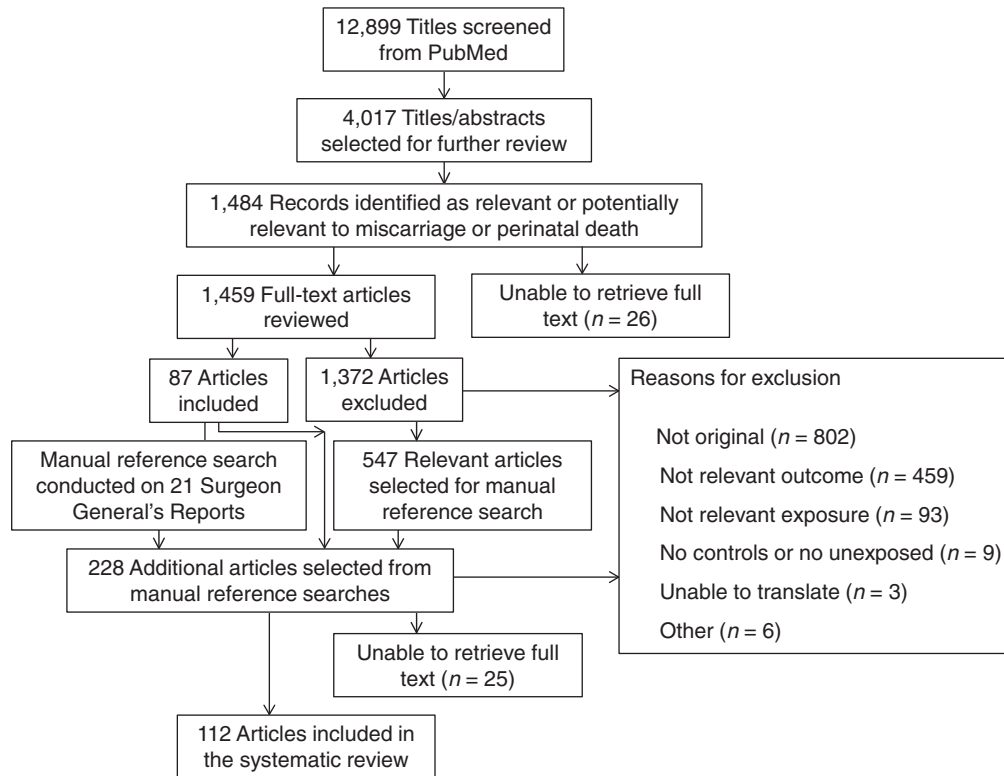 12,899 Titles screened
from PubMed
4,017 Titles/abstracts
selected for further review
1,484 Records identified as relevant or potentially
relevant to miscarriage or perinatal death
1,459 Full-text articles
reviewed
Unable to retrieve full
text (n = 26)
87 Articles
included
1,372 Articles
excluded
Reasons for exclusion
Not original (n = 802)
Not relevant outcome (n = 459)
Not relevant exposure (n = 93)
No controls or no unexposed (n = 9)
Unable to translate (n = 3)
Other (n = 6)
Manual reference search
conducted on 21 Surgeon
General's Reports
547 Relevant articles
selected for manual
reference search
228 Additional articles selected from
manual reference searches
Unable to retrieve full
text (n = 25)
112 Articles included in
the systematic review